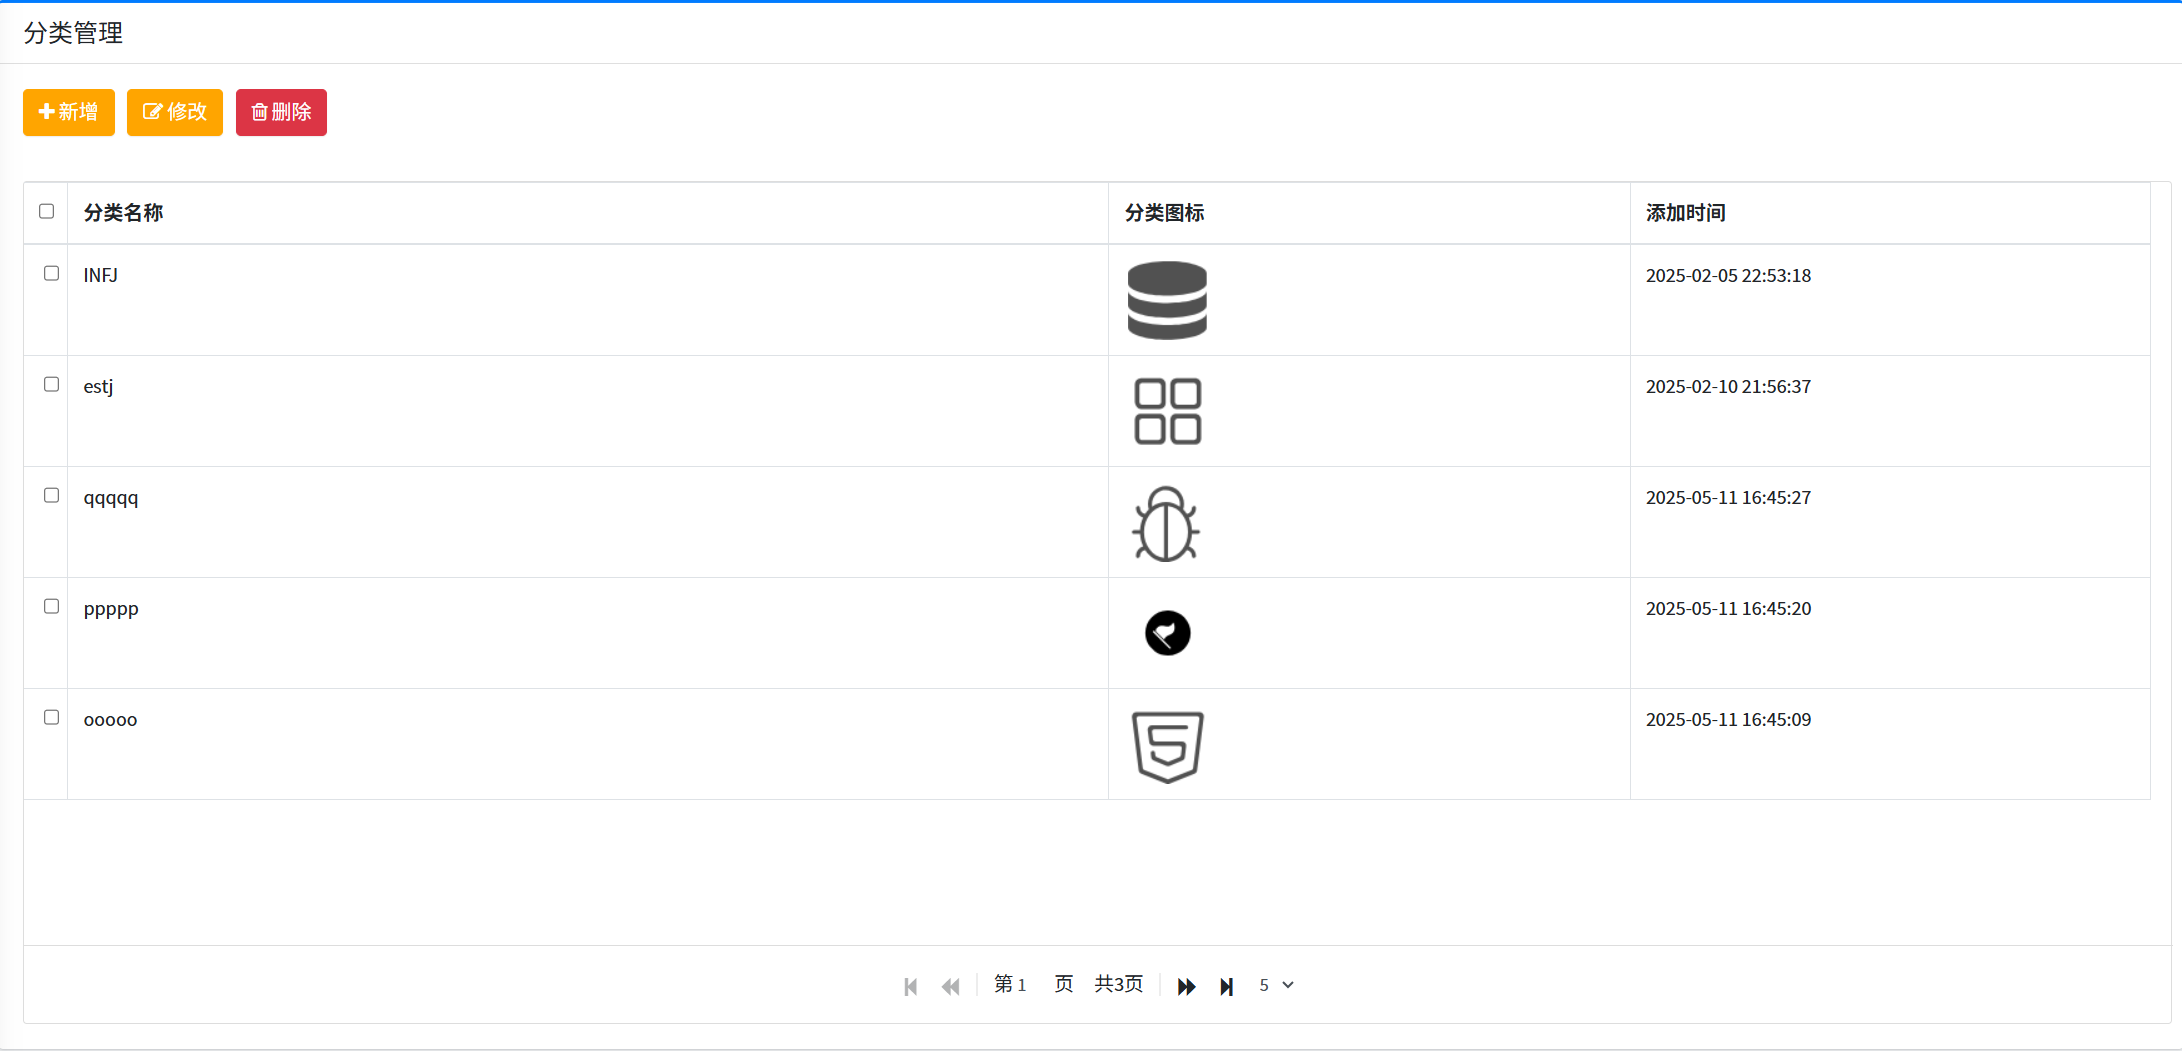 分类管理
新增 修改 删除
分类名称 分类图标 添加时间
INFJ 2025-02-05 22:53:18
estj 2025-02-10 21:56:37
qqqqq 2025-05-11 16:45:27
ppppp 2025-05-11 16:45:20
ooooo 2025-05-11 16:45:09
第 1 页 共3页 5